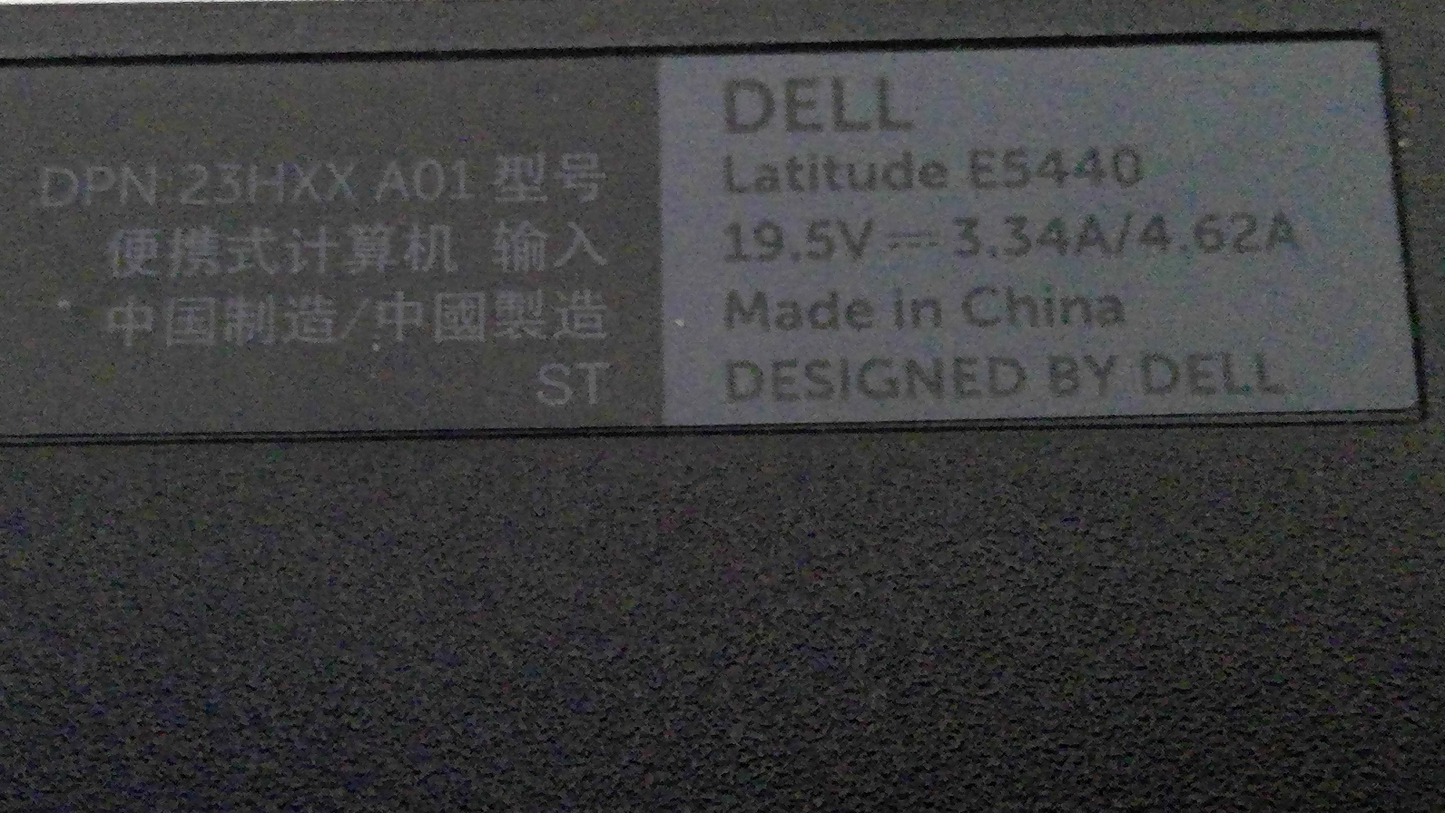 DELL
DPN 23HXX A01 型号 Latitude E5440
便携式计算机 输入 19.5V⎓3.34A/4.62A
中国制造/中國製造 Made in China
ST DESIGNED BY DELL